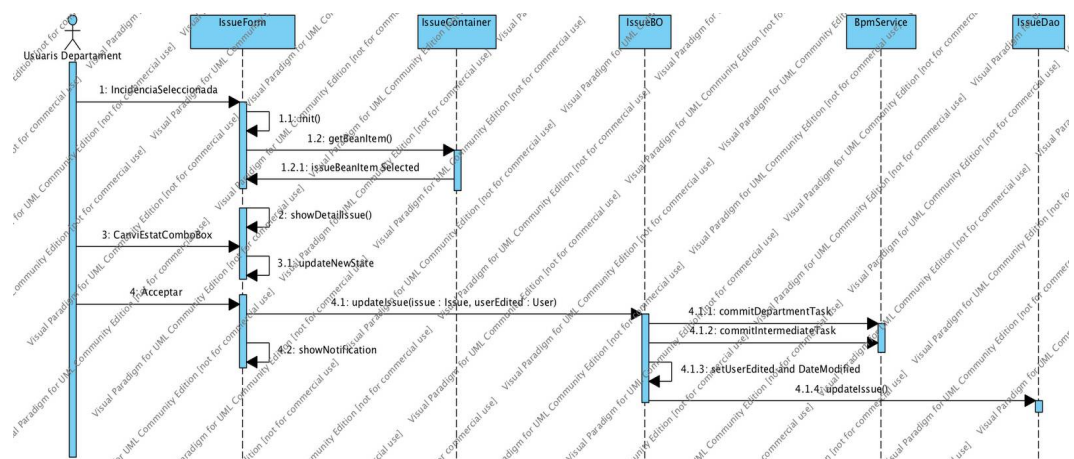 IssueForm
IssueContainer
IssueBO
BpmService
IssueDao
Usuaris Departament
1: IncidenciaSeleccionada
1.1: init()
1.2: getBeanItem()
1.2.1: issueBeanItem Selected
2: showDetailIssue()
3: CanviEstatComboBox
3.1: updateNewState
4: Acceptar
4.1: updateIssue(issue : Issue, userEdited : User)
4.1.1: commitDepartmentTask
4.1.2: commitIntermediateTask
4.2: showNotification
4.1.3: setUserEdited and DateModified
4.1.4: updateIssue()
Visual Paradigm for UML Community Edition [not for commercial use]